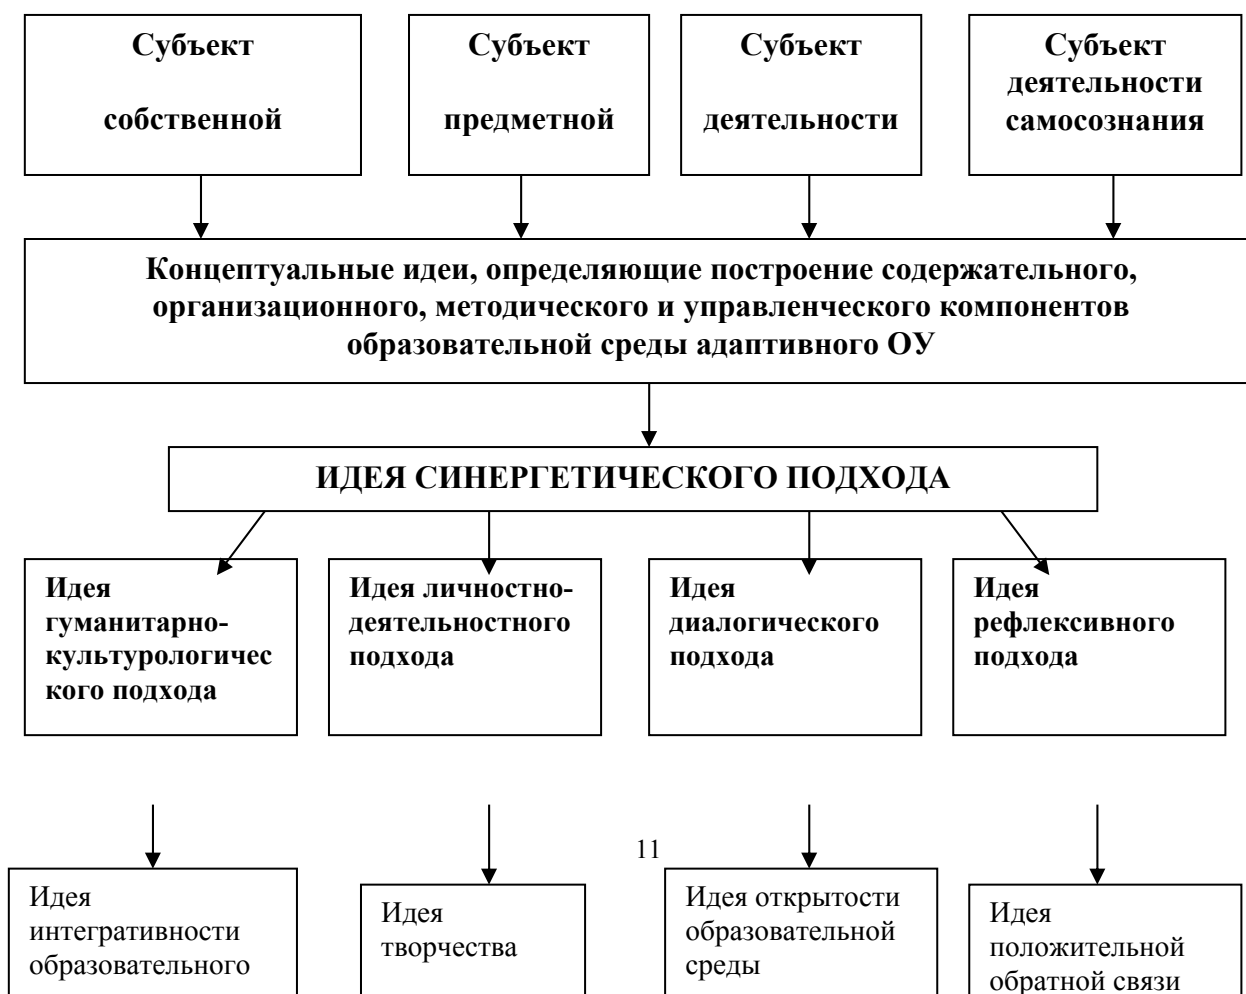 Субъект
собственной
Субъект
предметной
Субъект
деятельности
Субъект
деятельности
самосознания
Концептуальные идеи, определяющие построение содержательного,
организационного, методического и управленческого компонентов
образовательной среды адаптивного ОУ
ИДЕЯ СИНЕРГЕТИЧЕСКОГО ПОДХОДА
Идея
гуманитарно-
культурологичес
кого подхода
Идея личностно-
деятельностного
подхода
Идея
диалогического
подхода
Идея
рефлексивного
подхода
11
Идея
интегративности
образовательного
Идея
творчества
Идея открытости
образовательной
среды
Идея
положительной
обратной связи